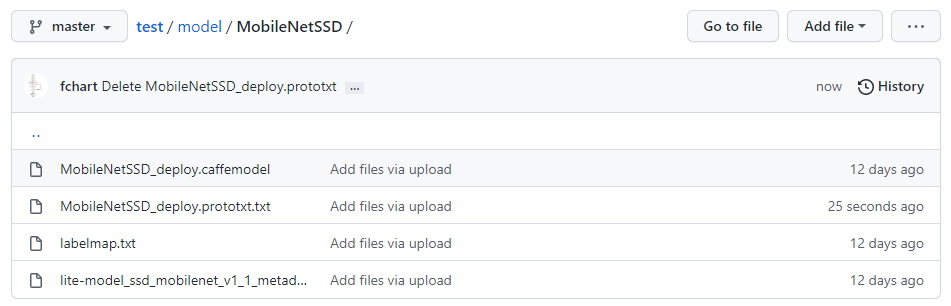 master test / model / MobileNetSSD / Go to file Add file ...
fchart Delete MobileNetSSD_deploy.prototxt ... now History
..
MobileNetSSD_deploy.caffemodel Add files via upload 12 days ago
MobileNetSSD_deploy.prototxt.txt Add files via upload 25 seconds ago
labelmap.txt Add files via upload 12 days ago
lite-model_ssd_mobilenet_v1_1_metad... Add files via upload 12 days ago